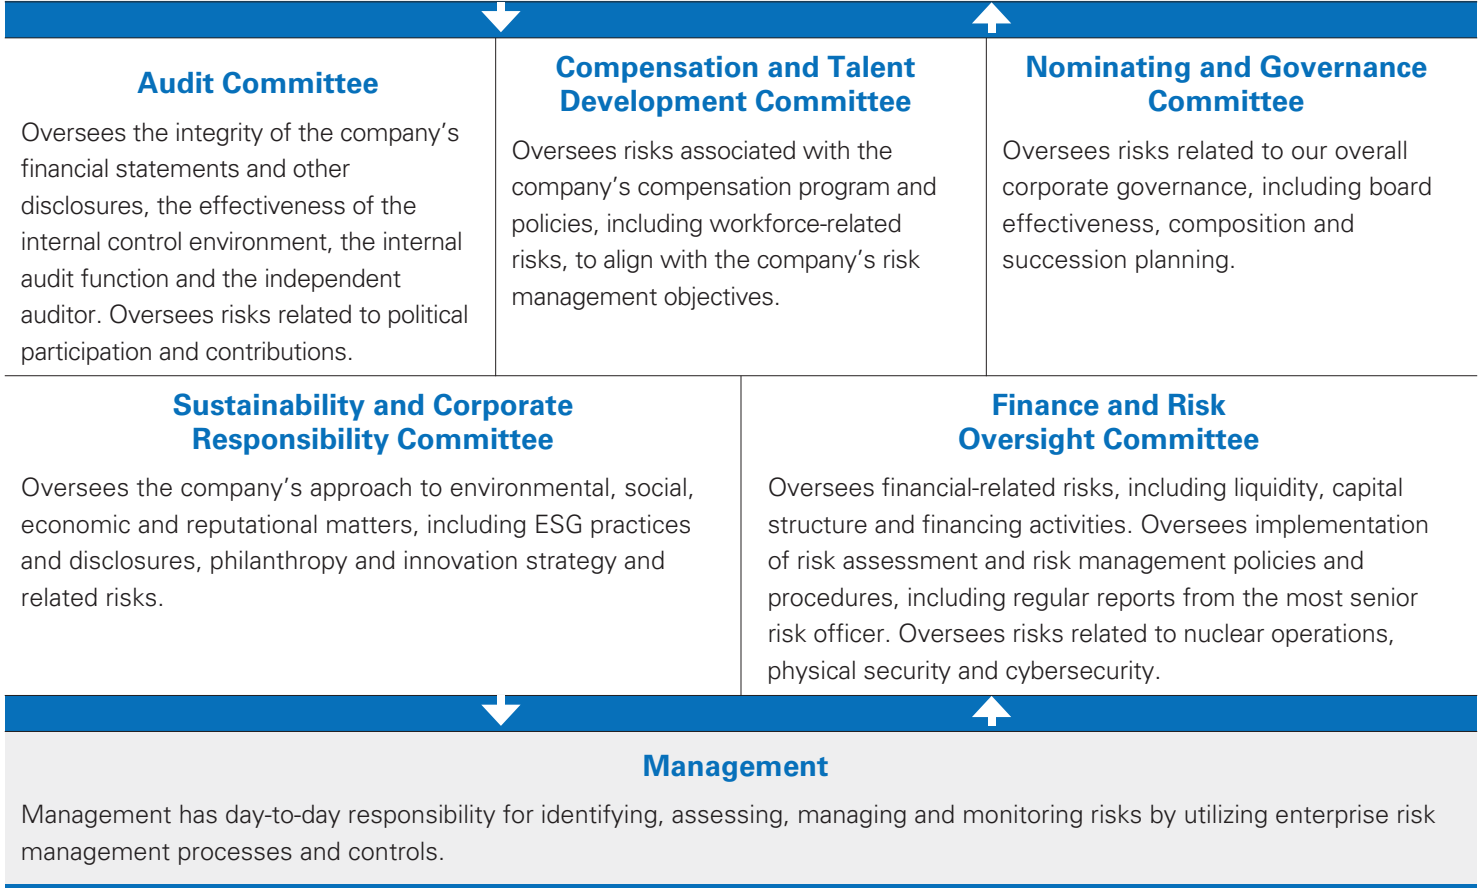 Audit Committee
Oversees the integrity of the company’s
financial statements and other
disclosures, the effectiveness of the
internal control environment, the internal
audit function and the independent
auditor. Oversees risks related to political
participation and contributions.
Compensation and Talent
Development Committee
Oversees risks associated with the
company’s compensation program and
policies, including workforce-related
risks, to align with the company’s risk
management objectives.
Nominating and Governance
Committee
Oversees risks related to our overall
corporate governance, including board
effectiveness, composition and
succession planning.
Sustainability and Corporate
Responsibility Committee
Oversees the company’s approach to environmental, social,
economic and reputational matters, including ESG practices
and disclosures, philanthropy and innovation strategy and
related risks.
Finance and Risk
Oversight Committee
Oversees financial-related risks, including liquidity, capital
structure and financing activities. Oversees implementation
of risk assessment and risk management policies and
procedures, including regular reports from the most senior
risk officer. Oversees risks related to nuclear operations,
physical security and cybersecurity.
Management
Management has day-to-day responsibility for identifying, assessing, managing and monitoring risks by utilizing enterprise risk
management processes and controls.